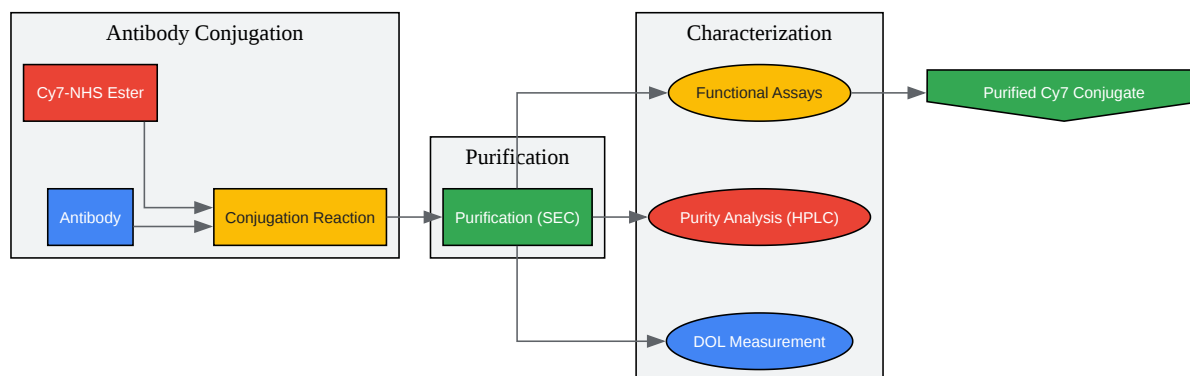 Antibody Conjugation
Cy7-NHS Ester
Antibody
Conjugation Reaction
Purification
Purification (SEC)
Characterization
Functional Assays
Purity Analysis (HPLC)
DOL Measurement
Purified Cy7 Conjugate